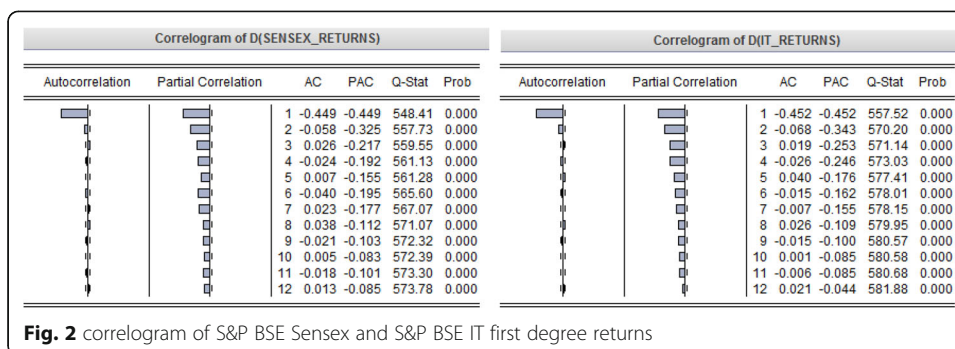 Correlogram of D(SENSEX_RETURNS)
Autocorrelation Partial Correlation AC PAC Q-Stat Prob
1 -0.449 -0.449 548.41 0.000
2 -0.058 -0.325 557.73 0.000
3 0.026 -0.217 559.55 0.000
4 -0.024 -0.192 561.13 0.000
5 0.007 -0.155 561.28 0.000
6 -0.040 -0.195 565.60 0.000
7 0.023 -0.177 567.07 0.000
8 0.038 -0.112 571.07 0.000
9 -0.021 -0.103 572.32 0.000
10 0.005 -0.083 572.39 0.000
11 -0.018 -0.101 573.30 0.000
12 0.013 -0.085 573.78 0.000
Correlogram of D(IT_RETURNS)
Autocorrelation Partial Correlation AC PAC Q-Stat Prob
1 -0.452 -0.452 557.52 0.000
2 -0.068 -0.343 570.20 0.000
3 0.019 -0.253 571.14 0.000
4 -0.026 -0.246 573.03 0.000
5 0.040 -0.176 577.41 0.000
6 -0.015 -0.162 578.01 0.000
7 -0.007 -0.155 578.15 0.000
8 0.026 -0.109 579.95 0.000
9 -0.015 -0.100 580.57 0.000
10 0.001 -0.085 580.58 0.000
11 -0.006 -0.085 580.68 0.000
12 0.021 -0.044 581.88 0.000
Fig. 2 correlogram of S&P BSE Sensex and S&P BSE IT first degree returns